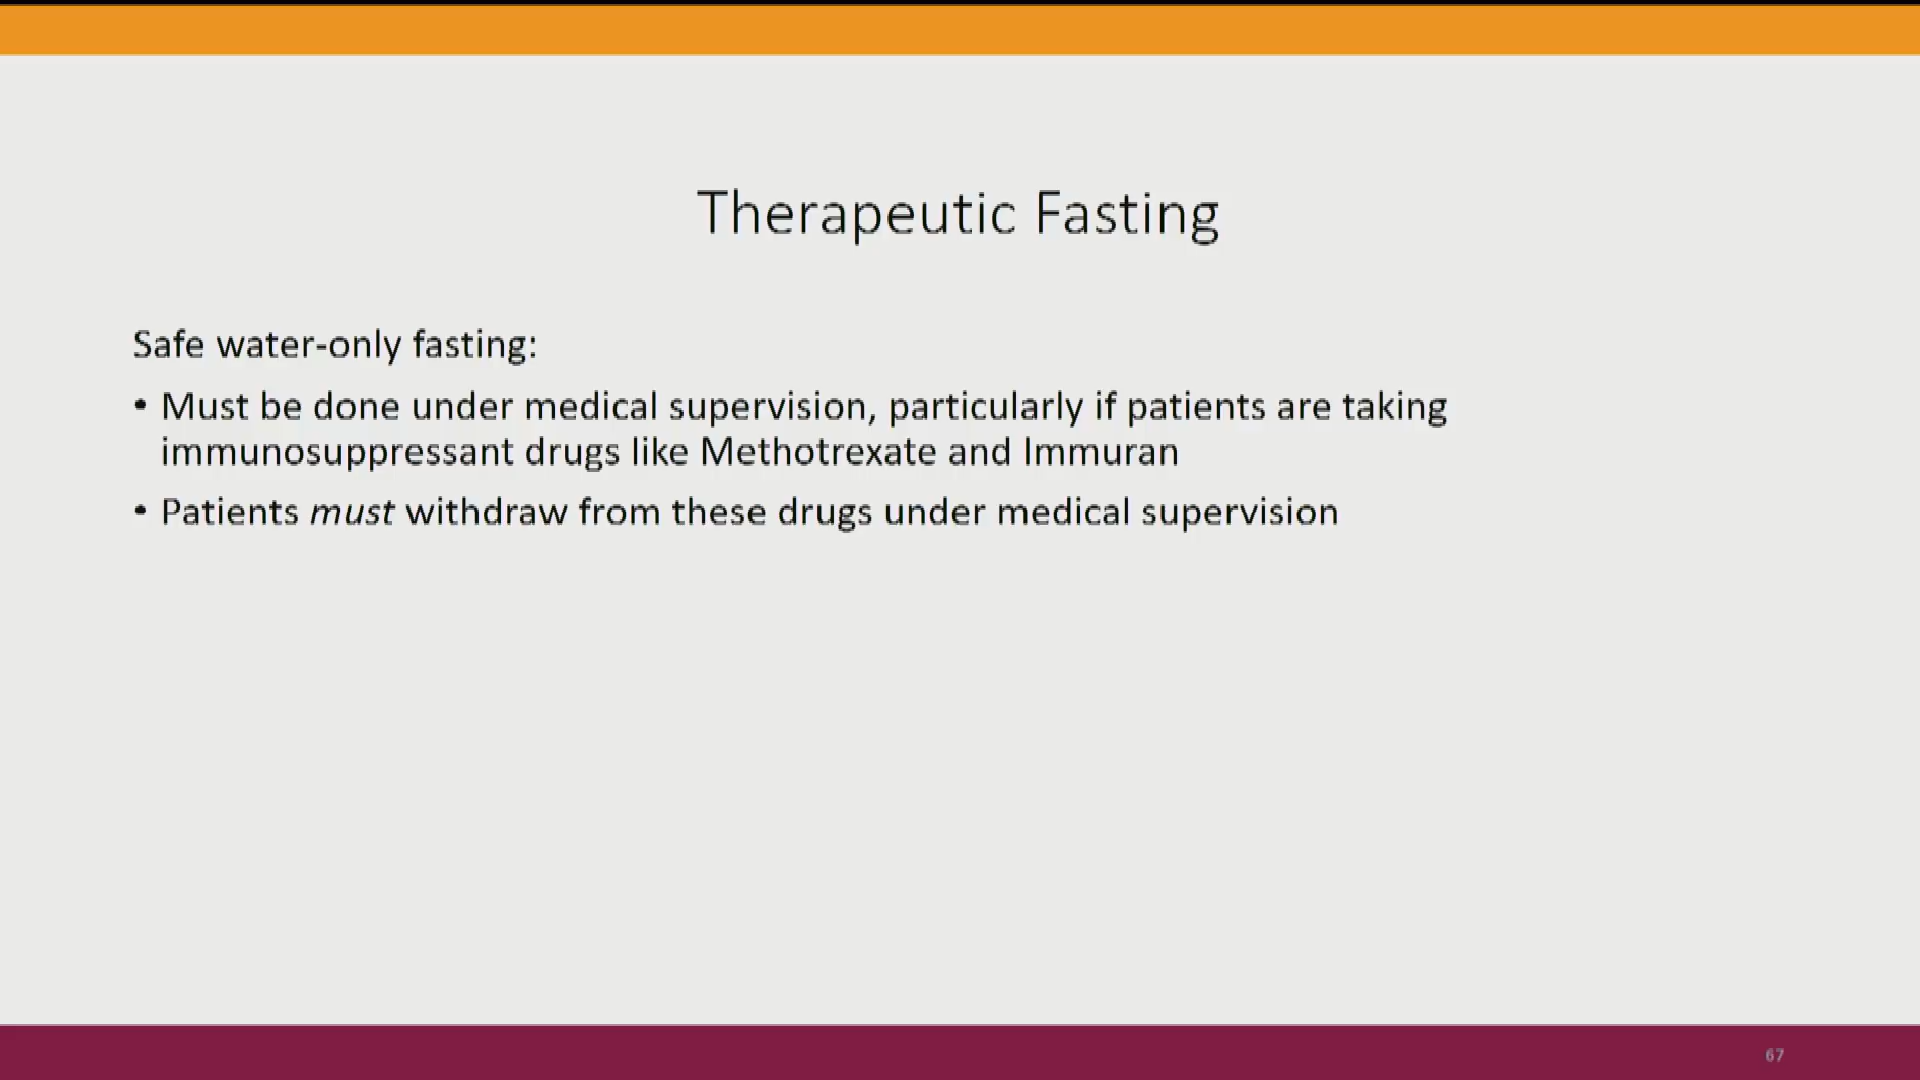 Therapeutic Fasting
Safe water-only fasting:
• Must be done under medical supervision, particularly if patients are taking
immunosuppressant drugs like Methotrexate and Immuran
• Patients must withdraw from these drugs under medical supervision
67